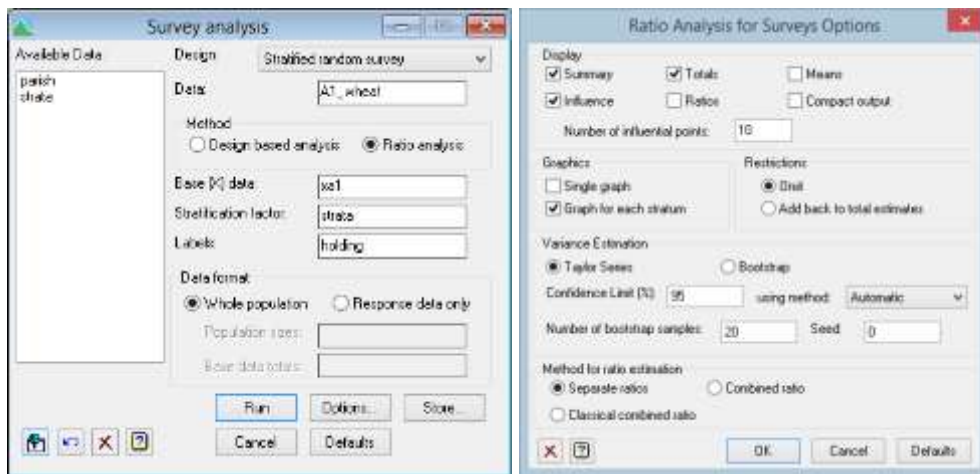 Survey analysis
Available Data
parish
strata
Design
Stratified random survey
Data:
A1_wheat
Method
Design based analysis
Ratio analysis
Base [X] data:
xa1
Stratification factor:
strata
Labels:
holding
Data format
Whole population
Response data only
Population sizes:
Base data totals:
Run
Options...
Store...
Cancel
Defaults
Ratio Analysis for Surveys Options
Display
Summary
Totals
Means
Influence
Ratios
Compact output
Number of influential points:
Graphics
Single graph
Graph for each stratum
Restrictions
Omit
Add back to total estimates
Variance Estimation
Taylor Series
Bootstrap
Confidence Limit (%)
95
using method:
Automatic
Number of bootstrap samples:
20
Seed
0
Method for ratio estimation
Separate ratios
Combined ratio
Classical combined ratio
OK
Cancel
Defaults